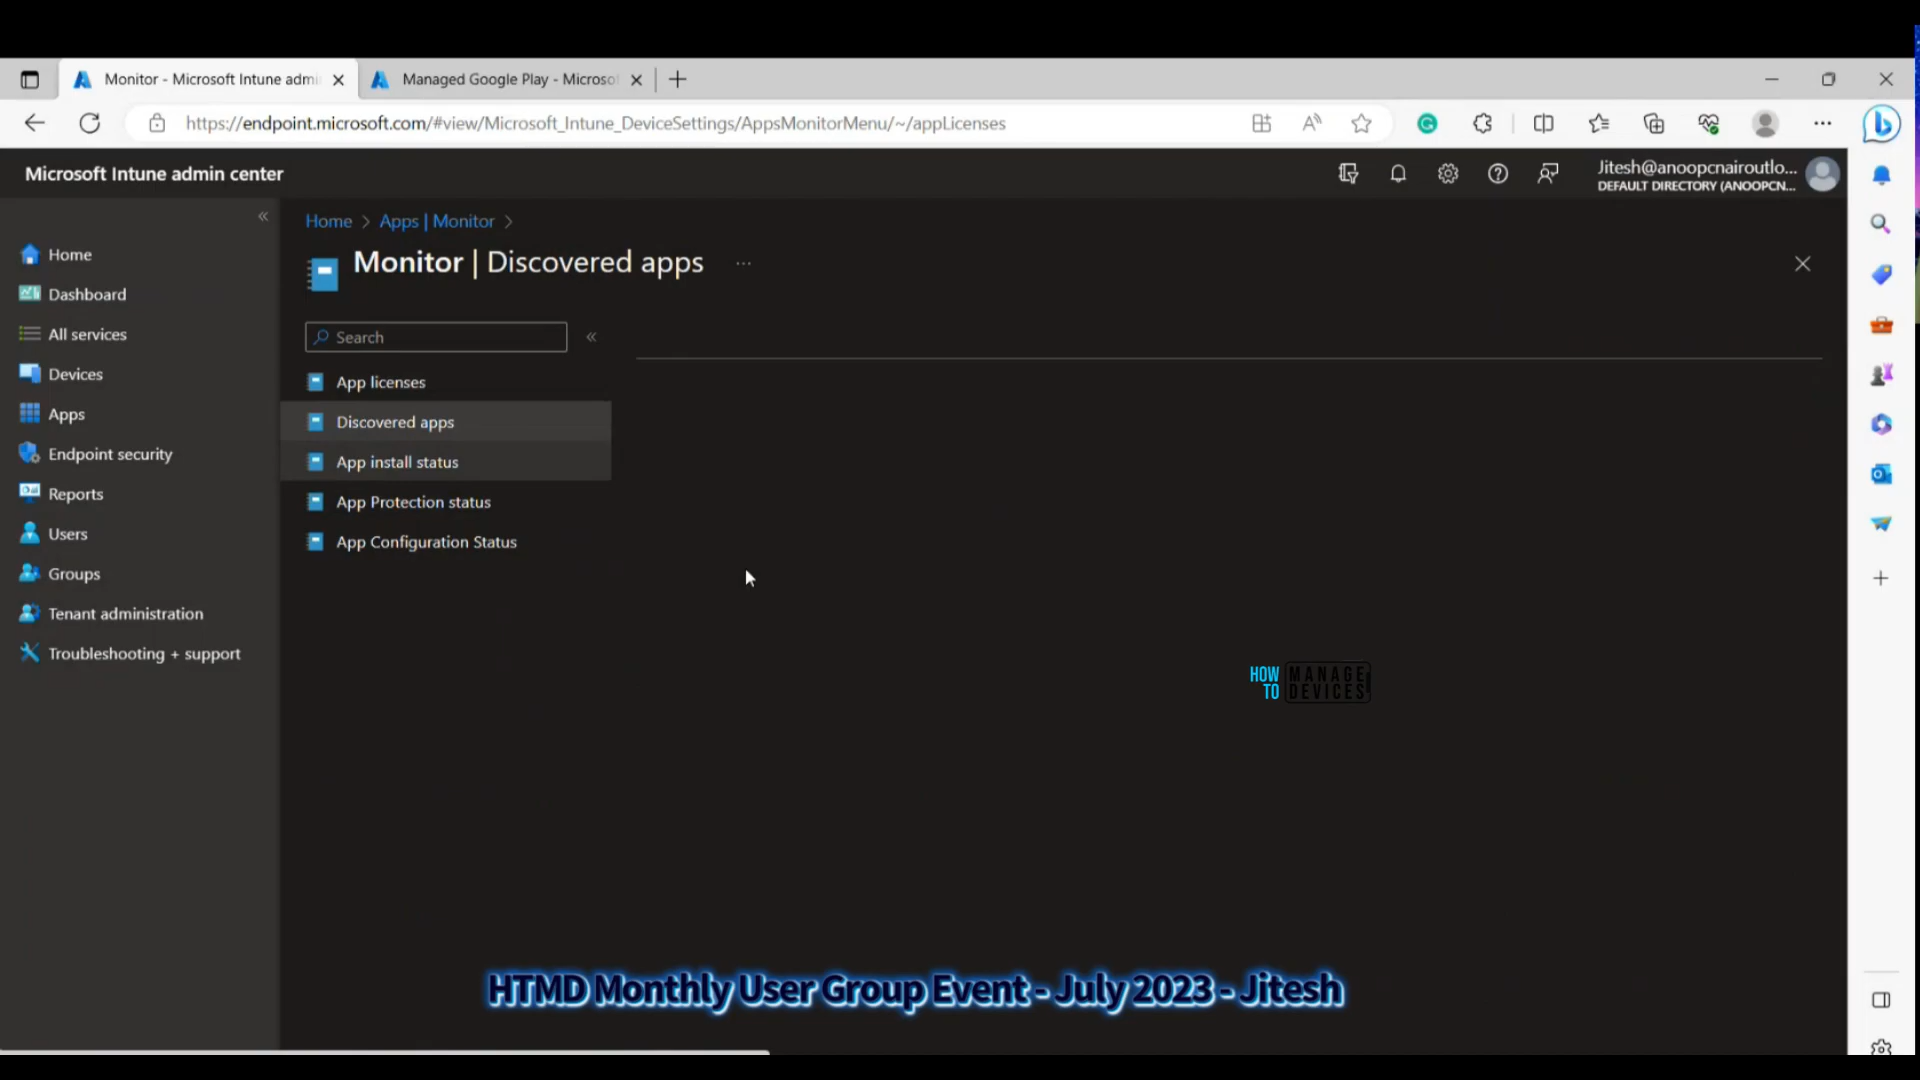 Monitor - Microsoft Intune admi
Managed Google Play - Microso
https://endpoint.microsoft.com/#view/Microsoft_Intune_DeviceSettings/AppsMonitorMenu/~/appLicenses
Microsoft Intune admin center
Jitesh@anoopcnairoutlo...
DEFAULT DIRECTORY (ANOOPCN...
Home > Apps | Monitor >
Monitor | Discovered apps ...
Search
Home
Dashboard
All services
Devices
Apps
Endpoint security
Reports
Users
Groups
Tenant administration
Troubleshooting + support
App licenses
Discovered apps
App install status
App Protection status
App Configuration Status
HOW TO
MANAGE DEVICES
HTMD Monthly User Group Event - July 2023 - Jitesh